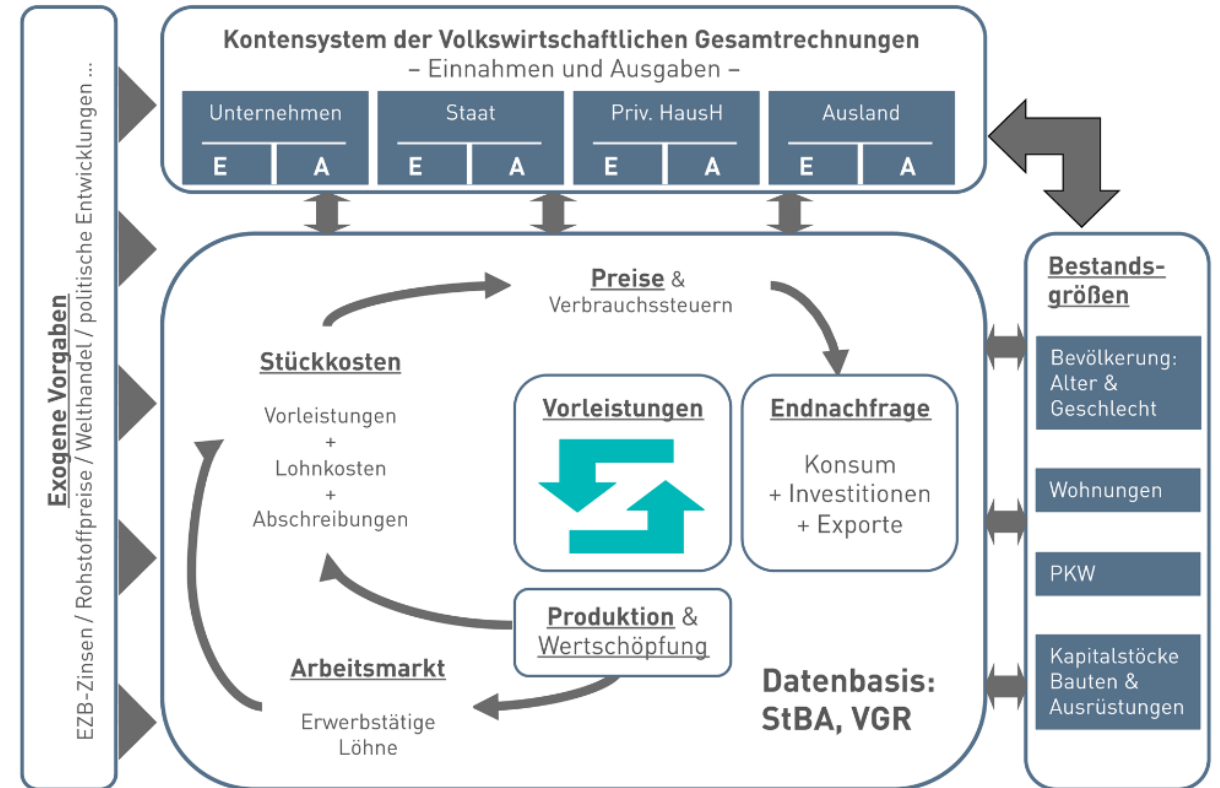 Exogene Vorgaben
EZB-Zinsen / Rohstoffpreise / Welthandel / politische Entwicklungen ...
Kontensystem der Volkswirtschaftlichen Gesamtrechnungen
– Einnahmen und Ausgaben –
Unternehmen
E A
Staat
E A
Priv. HausH
E A
Ausland
E A
Preise &
Verbrauchssteuern
Stückkosten
Vorleistungen
+
Lohnkosten
+
Abschreibungen
Vorleistungen
Endnachfrage
Konsum
+ Investitionen
+ Exporte
Produktion &
Wertschöpfung
Arbeitsmarkt
Erwerbstätige
Löhne
Datenbasis:
StBA, VGR
Bestands-
größen
Bevölkerung:
Alter &
Geschlecht
Wohnungen
PKW
Kapitalstöcke
Bauten &
Ausrüstungen